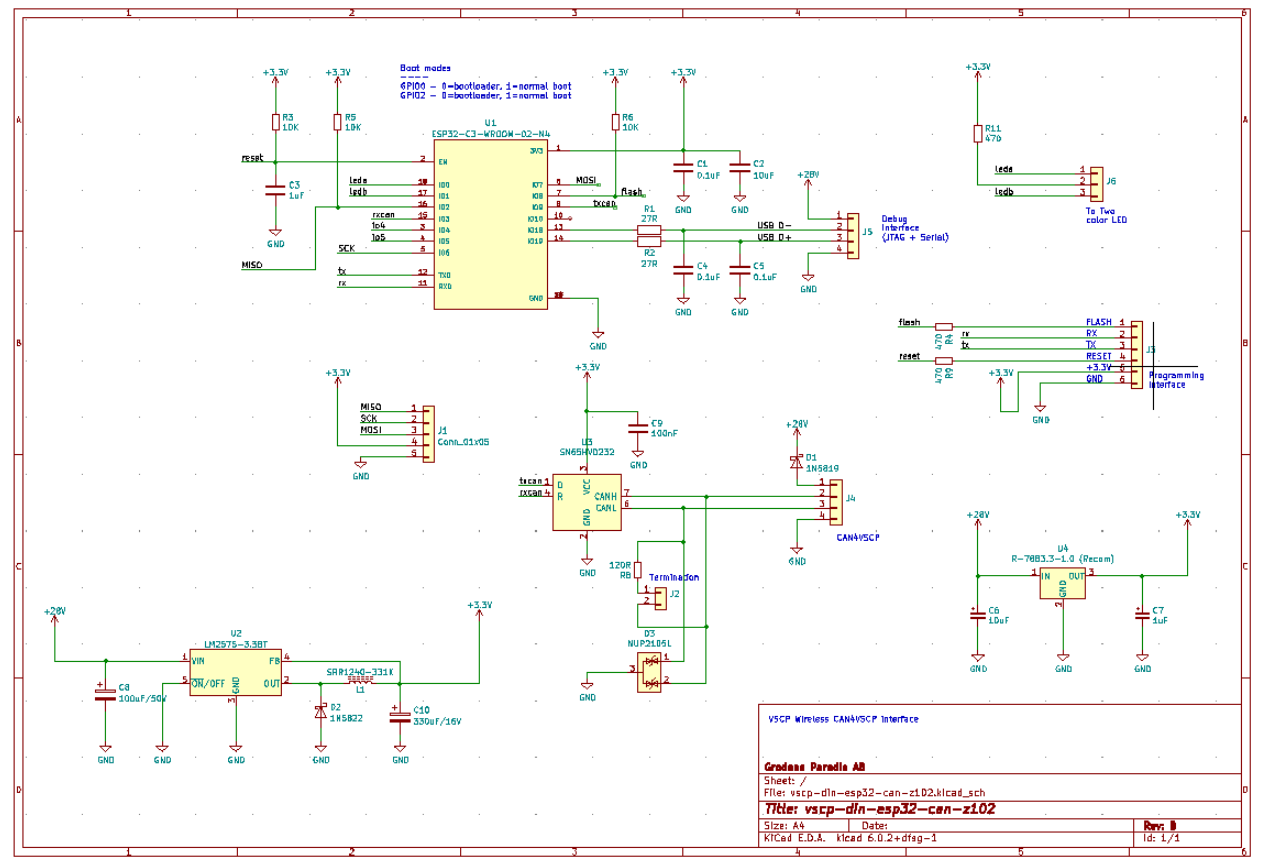 1 2 3 4 5 6
A
B
C
D
Boot modes
----
GPIO0 - 0=bootloader, 1=normal boot
GPIO2 - 0=bootloader, 1=normal boot
+3.3V
R3
10K
+3.3V
R5
10K
reset
C3
1uF
GND
U1
ESP32-C3-WROOM-02-N4
2 EN
leda 18 IO0
ledb 17 IO1
16 IO2
rxcan 15 IO3
Io4 3 IO4
Io5 4 IO5
SCK 5 IO6
MISO
tx 12 TXD
rx 11 RXD
3V3 1
IO7 6 MOSI
IO8 7 flash
IO9 8 txcan
IO10 10
IO18 13
IO19 14
GND
GND
+3.3V
R6
10K
+3.3V
C1
0.1uF
GND
C2
10uF
GND
R1
27R
R2
27R
USB D-
USB D+
C4
0.1uF
GND
C5
0.1uF
GND
+28V
1
2
3
4
J5
GND
Debug
Interface
(JTAG + Serial)
+3.3V
R11
470
leda 1
2
ledb 3
J6
To Two
color LED
flash
470
R4
rx
tx
reset
470
R9
FLASH 1
RX 2
TX 3
RESET 4
+3.3V 5
GND 6
J3
Programming
Interface
+3.3V
GND
+3.3V
MISO 1
SCK 2
MOSI 3
4
5
J1
Conn_01x05
GND
+3.3V
C9
100nF
GND
U3
SN65HVD232
3
VCC
txcan 1 D
rxcan 4 R
CANH 7
CANL 6
GND
2
GND
120R
R8
Termination
1
2
J2
D3
NUP2105L
3
1
2
GND
+28V
D1
1N5819
1
2
3
4
J4
GND
CAN4VSCP
+28V
U4
R-78B3.3-1.0 (Recom)
1 IN OUT 3
GND
2
C6
10uF
GND
GND
C7
1uF
GND
+3.3V
+28V
U2
LM2575-3.3BT
1 VIN
5 ON/OFF
FB 4
OUT 2
GND
3
C8
100uF/50V
GND
GND
GND
D2
1N5822
GND
SRR1240-331K
L1
C10
330uF/16V
GND
+3.3V
VSCP Wireless CAN4VSCP interface
Grodans Paradis AB
Sheet: /
File: vscp-din-esp32-can-z102.kicad_sch
Title: vscp-din-esp32-can-z102
Size: A4 Date: Rev: B
KiCad E.D.A. kicad 6.0.2+dfsg-1 Id: 1/1
1 2 3 4 5 6